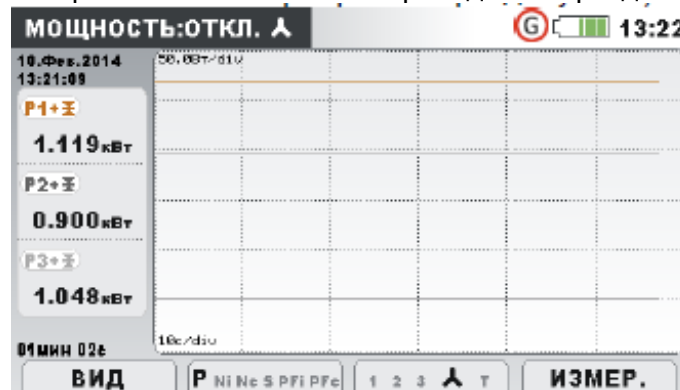 МОЩНОСТЬ:ОТКЛ. G 13:22
10.Фев.2014
13:21:09
50.0Вт/div
P1+
1.119кВт
P2+
0.900кВт
P3+
1.048кВт
01мин 02с
10с/div
ВИД P Ni Nc S PFi PFc 1 2 3 T ИЗМЕР.